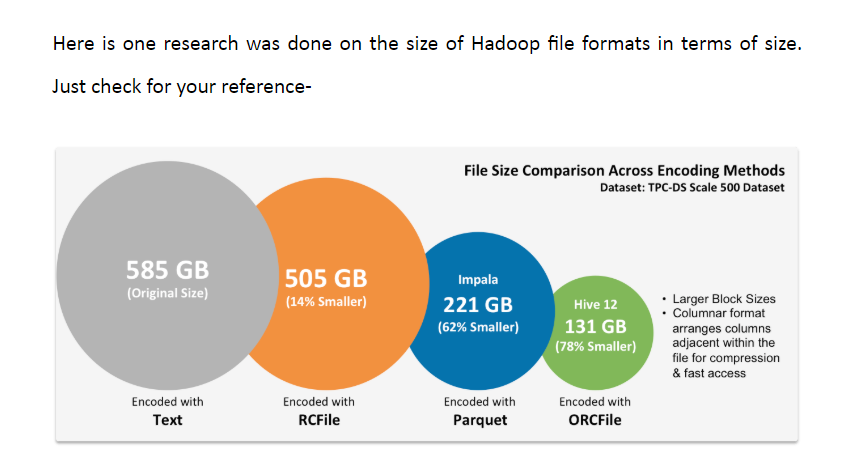 Here is one research was done on the size of Hadoop file formats in terms of size.
Just check for your reference-
File Size Comparison Across Encoding Methods
Dataset: TPC-DS Scale 500 Dataset
585 GB
(Original Size)
505 GB
(14% Smaller)
Impala
221 GB
(62% Smaller)
Hive 12
131 GB
(78% Smaller)
• Larger Block Sizes
• Columnar format
arranges columns
adjacent within the
file for compression
& fast access
Encoded with
Text
Encoded with
RCFile
Encoded with
Parquet
Encoded with
ORCFile